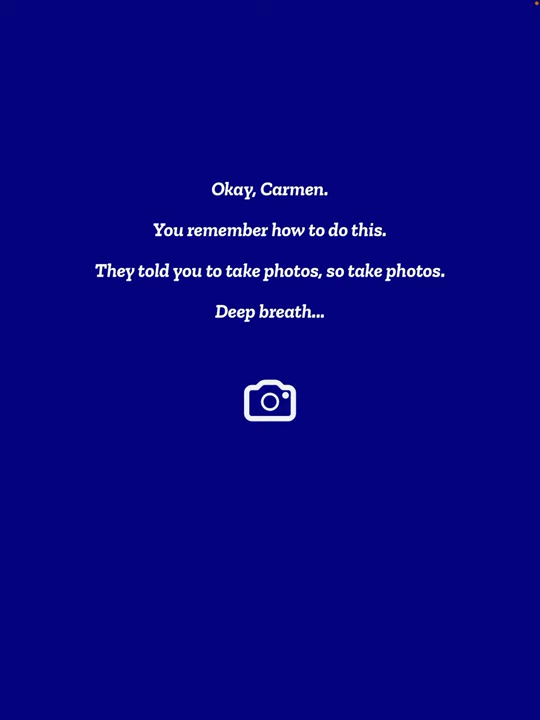 Okay, Carmen.
You remember how to do this.
They told you to take photos, so take photos.
Deep breath...